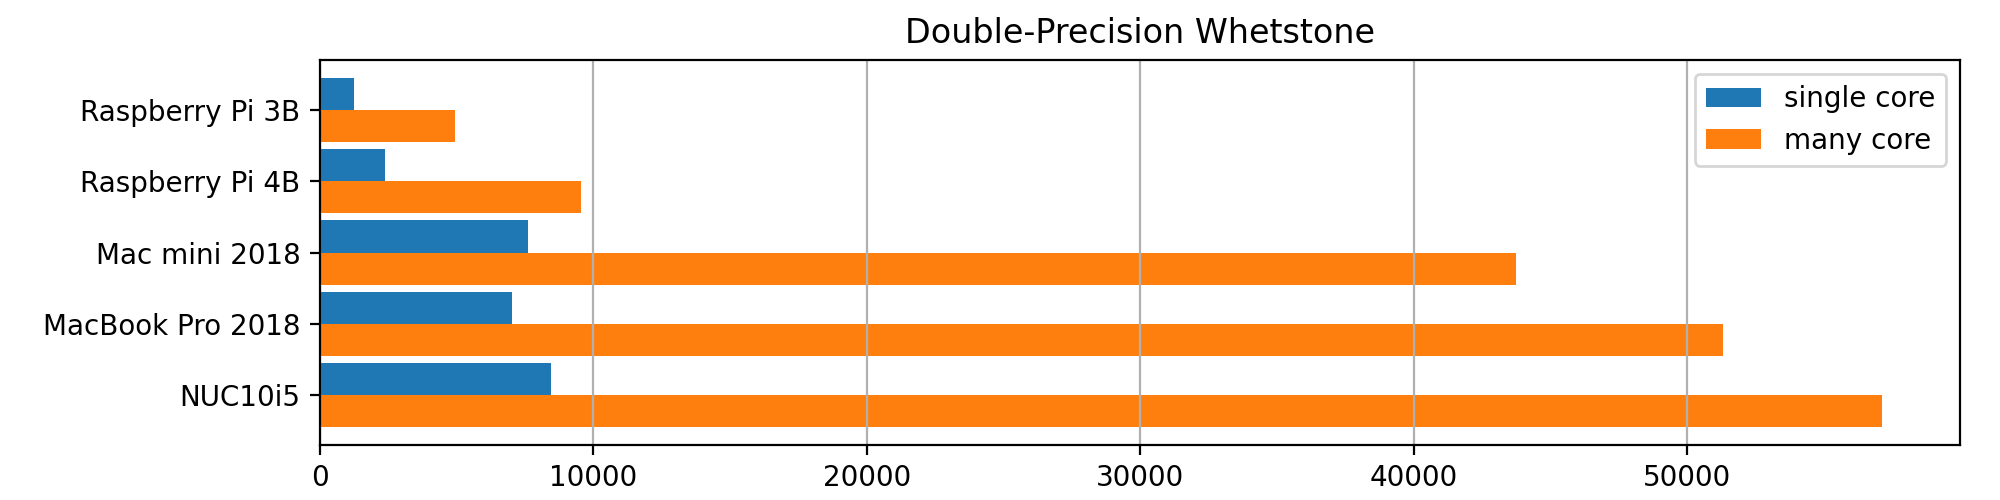 Double-Precision Whetstone
single core
many core
Raspberry Pi 3B
Raspberry Pi 4B
Mac mini 2018
MacBook Pro 2018
NUC10i5
0 10000 20000 30000 40000 50000